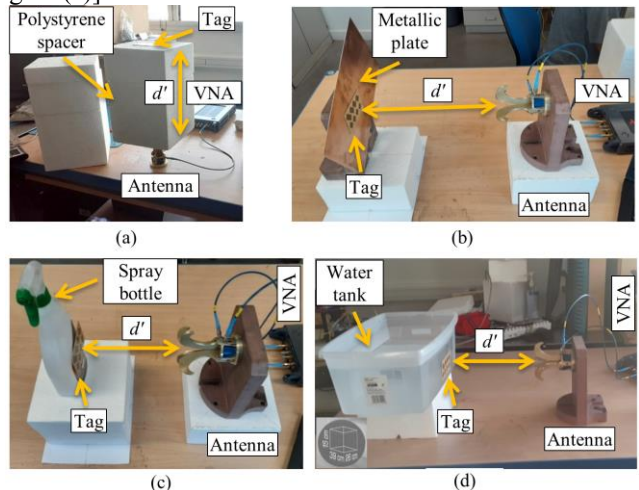 Polystyrene
spacer
Tag
d'
VNA
Antenna
(a)
Metallic
plate
d'
VNA
Tag
Antenna
(b)
Spray
bottle
d'
VNA
Tag
Antenna
(c)
Water
tank
d'
VNA
Tag
Antenna
(d)